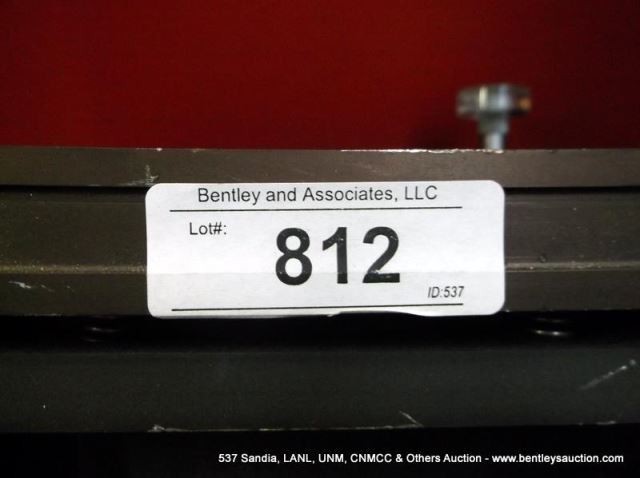 Bentley and Associates, LLC
Lot#:
812
ID:537
537 Sandia, LANL, UNM, CNMCC & Others Auction - www.bentleysauction.com